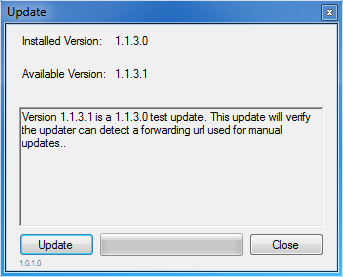 Update
Installed Version: 1.1.3.0
Available Version: 1.1.3.1
Version 1.1.3.1 is a 1.1.3.0 test update. This update will verify
the updater can detect a forwarding url used for manual
updates..
Update
Close
1.0.1.0